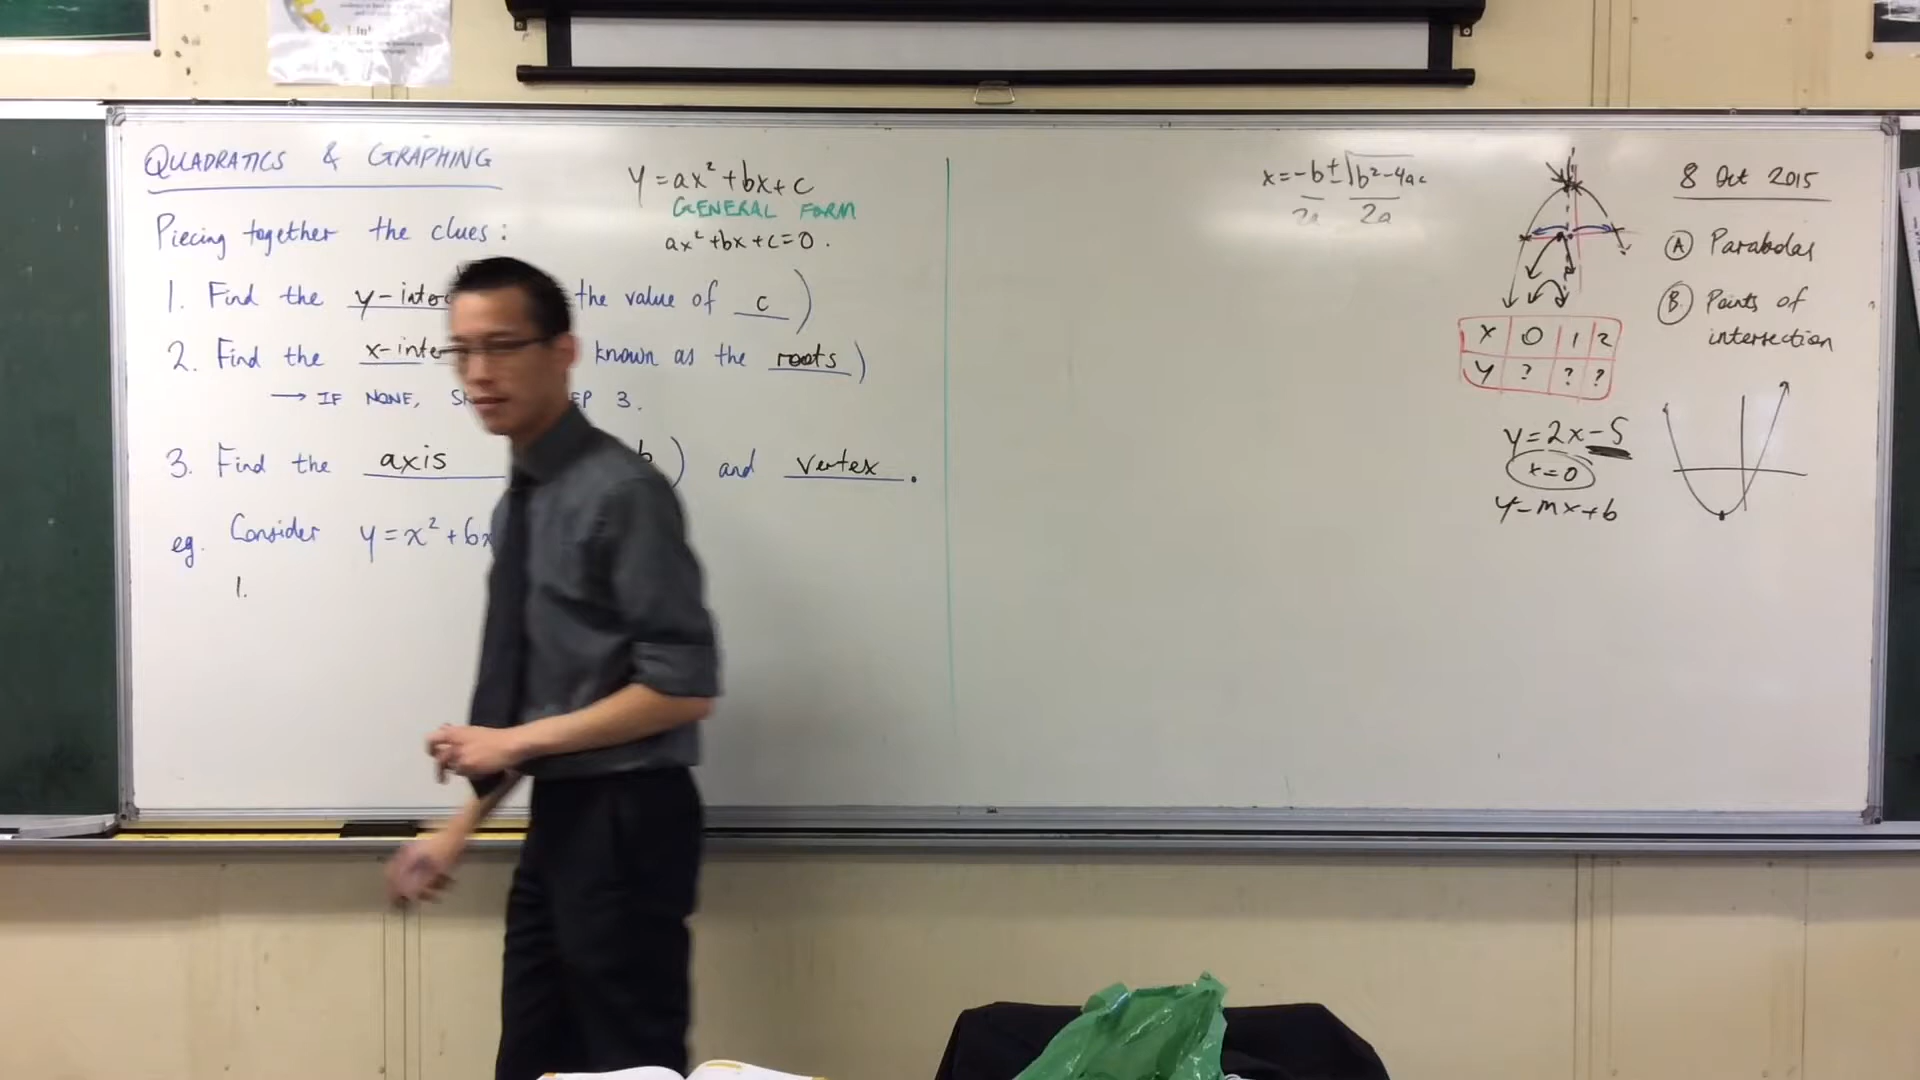 QUADRATICS & GRAPHING
Piecing together the clues:
y=ax²+bx+c
GENERAL FORM
ax²+bx+c=0.
1. Find the y-inter the value of c)
2. Find the x-inter known as the roots)
→ IF NONE, EP 3.
3. Find the axis b) and vertex.
eg. Consider y=x²+6x
1.
x=-b±√b²-4ac
2a 2a
x 0 1 2
y ? ? ?
y=2x-5
x=0
y=mx+b
8 Oct 2015
A Parabolas
B Points of
intersection